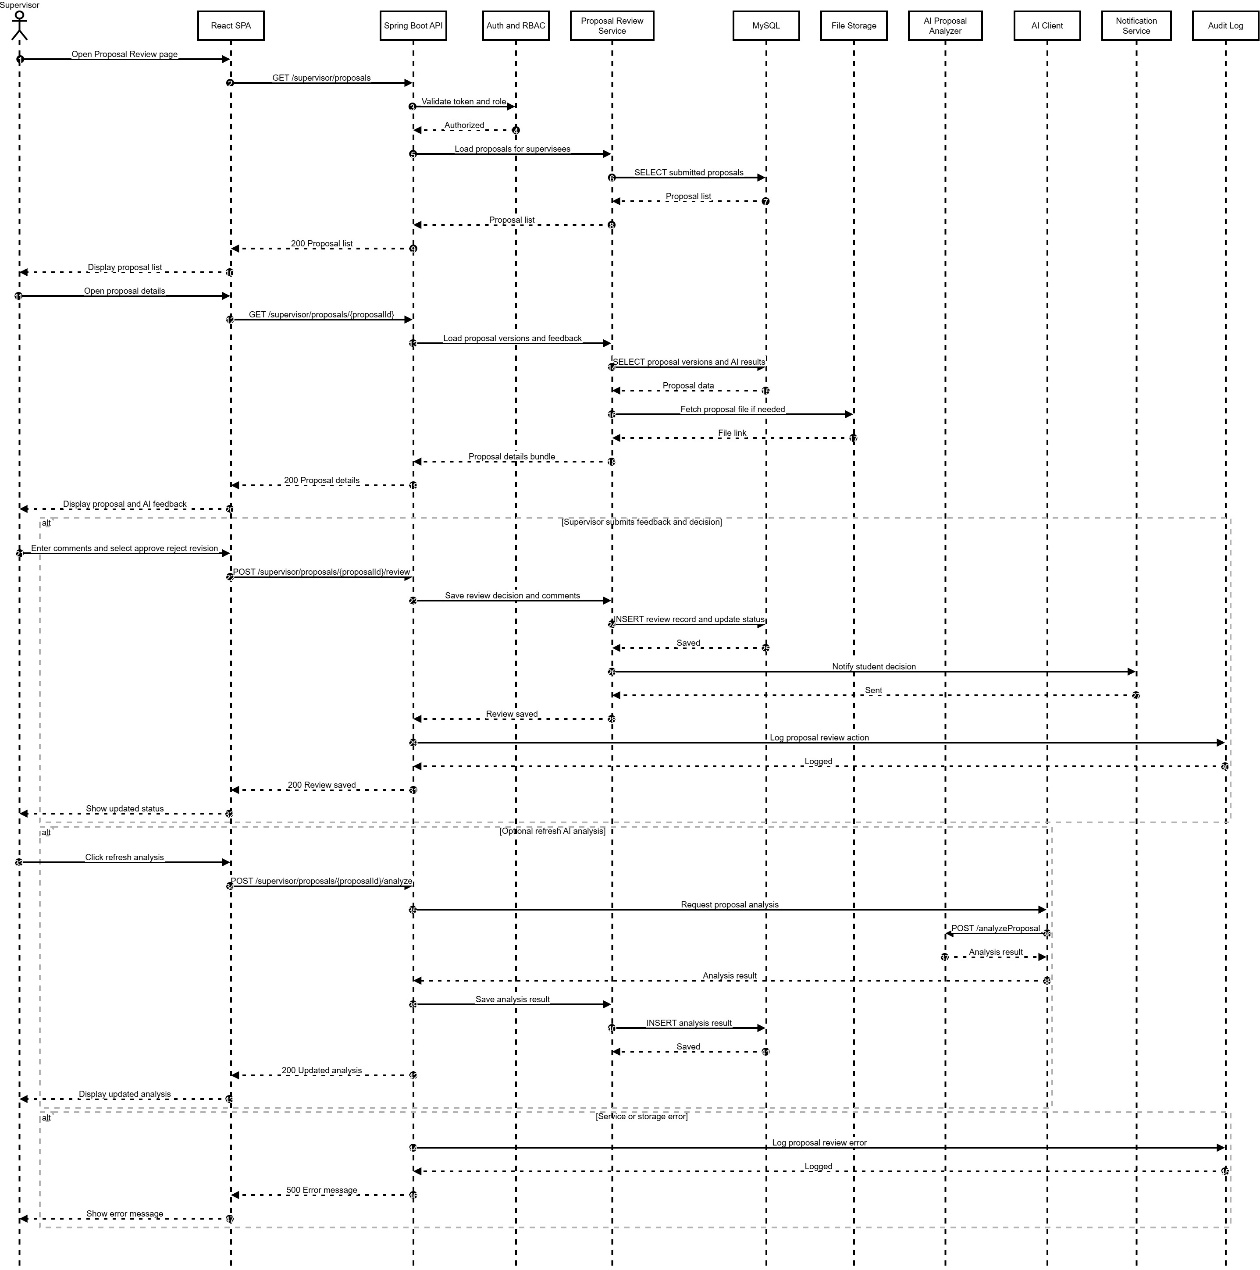 Supervisor
React SPA
Spring Boot API
Auth and RBAC
Proposal Review
Service
MySQL
File Storage
AI Proposal
Analyzer
AI Client
Notification
Service
Audit Log
Open Proposal Review page
GET /supervisor/proposals
Validate token and role
Authorized
Load proposals for supervisees
SELECT submitted proposals
Proposal list
Proposal list
200 Proposal list
Display proposal list
Open proposal details
GET /supervisor/proposals/{proposalId}
Load proposal versions and feedback
SELECT proposal versions and AI results
Proposal data
Fetch proposal file if needed
File link
Proposal details bundle
200 Proposal details
Display proposal and AI feedback
alt
[Supervisor submits feedback and decision]
Enter comments and select approve reject revision
POST /supervisor/proposals/{proposalId}/review
Save review decision and comments
INSERT review record and update status
Saved
Notify student decision
Sent
Review saved
Log proposal review action
Logged
200 Review saved
Show updated status
alt
[Optional refresh AI analysis]
Click refresh analysis
POST /supervisor/proposals/{proposalId}/analyze
Request proposal analysis
POST /analyzeProposal
Analysis result
Analysis result
Save analysis result
INSERT analysis result
Saved
200 Updated analysis
Display updated analysis
alt
[Service or storage error]
Log proposal review error
Logged
500 Error message
Show error message